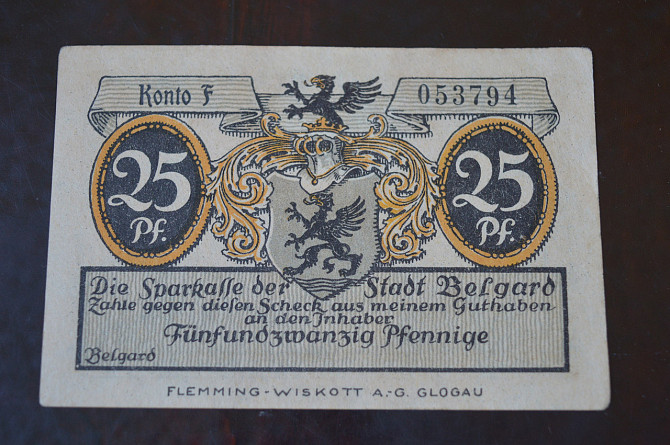 Konto F
053794
25 Pf.
25 Pf.
Die Sparkasse der Stadt Belgard
Zahle gegen diesen Scheck aus meinem Guthaben
an den Inhaber
Fünfundzwanzig Pfennige
Belgard
FLEMMING-WISKOTT A.-G. GLOGAU